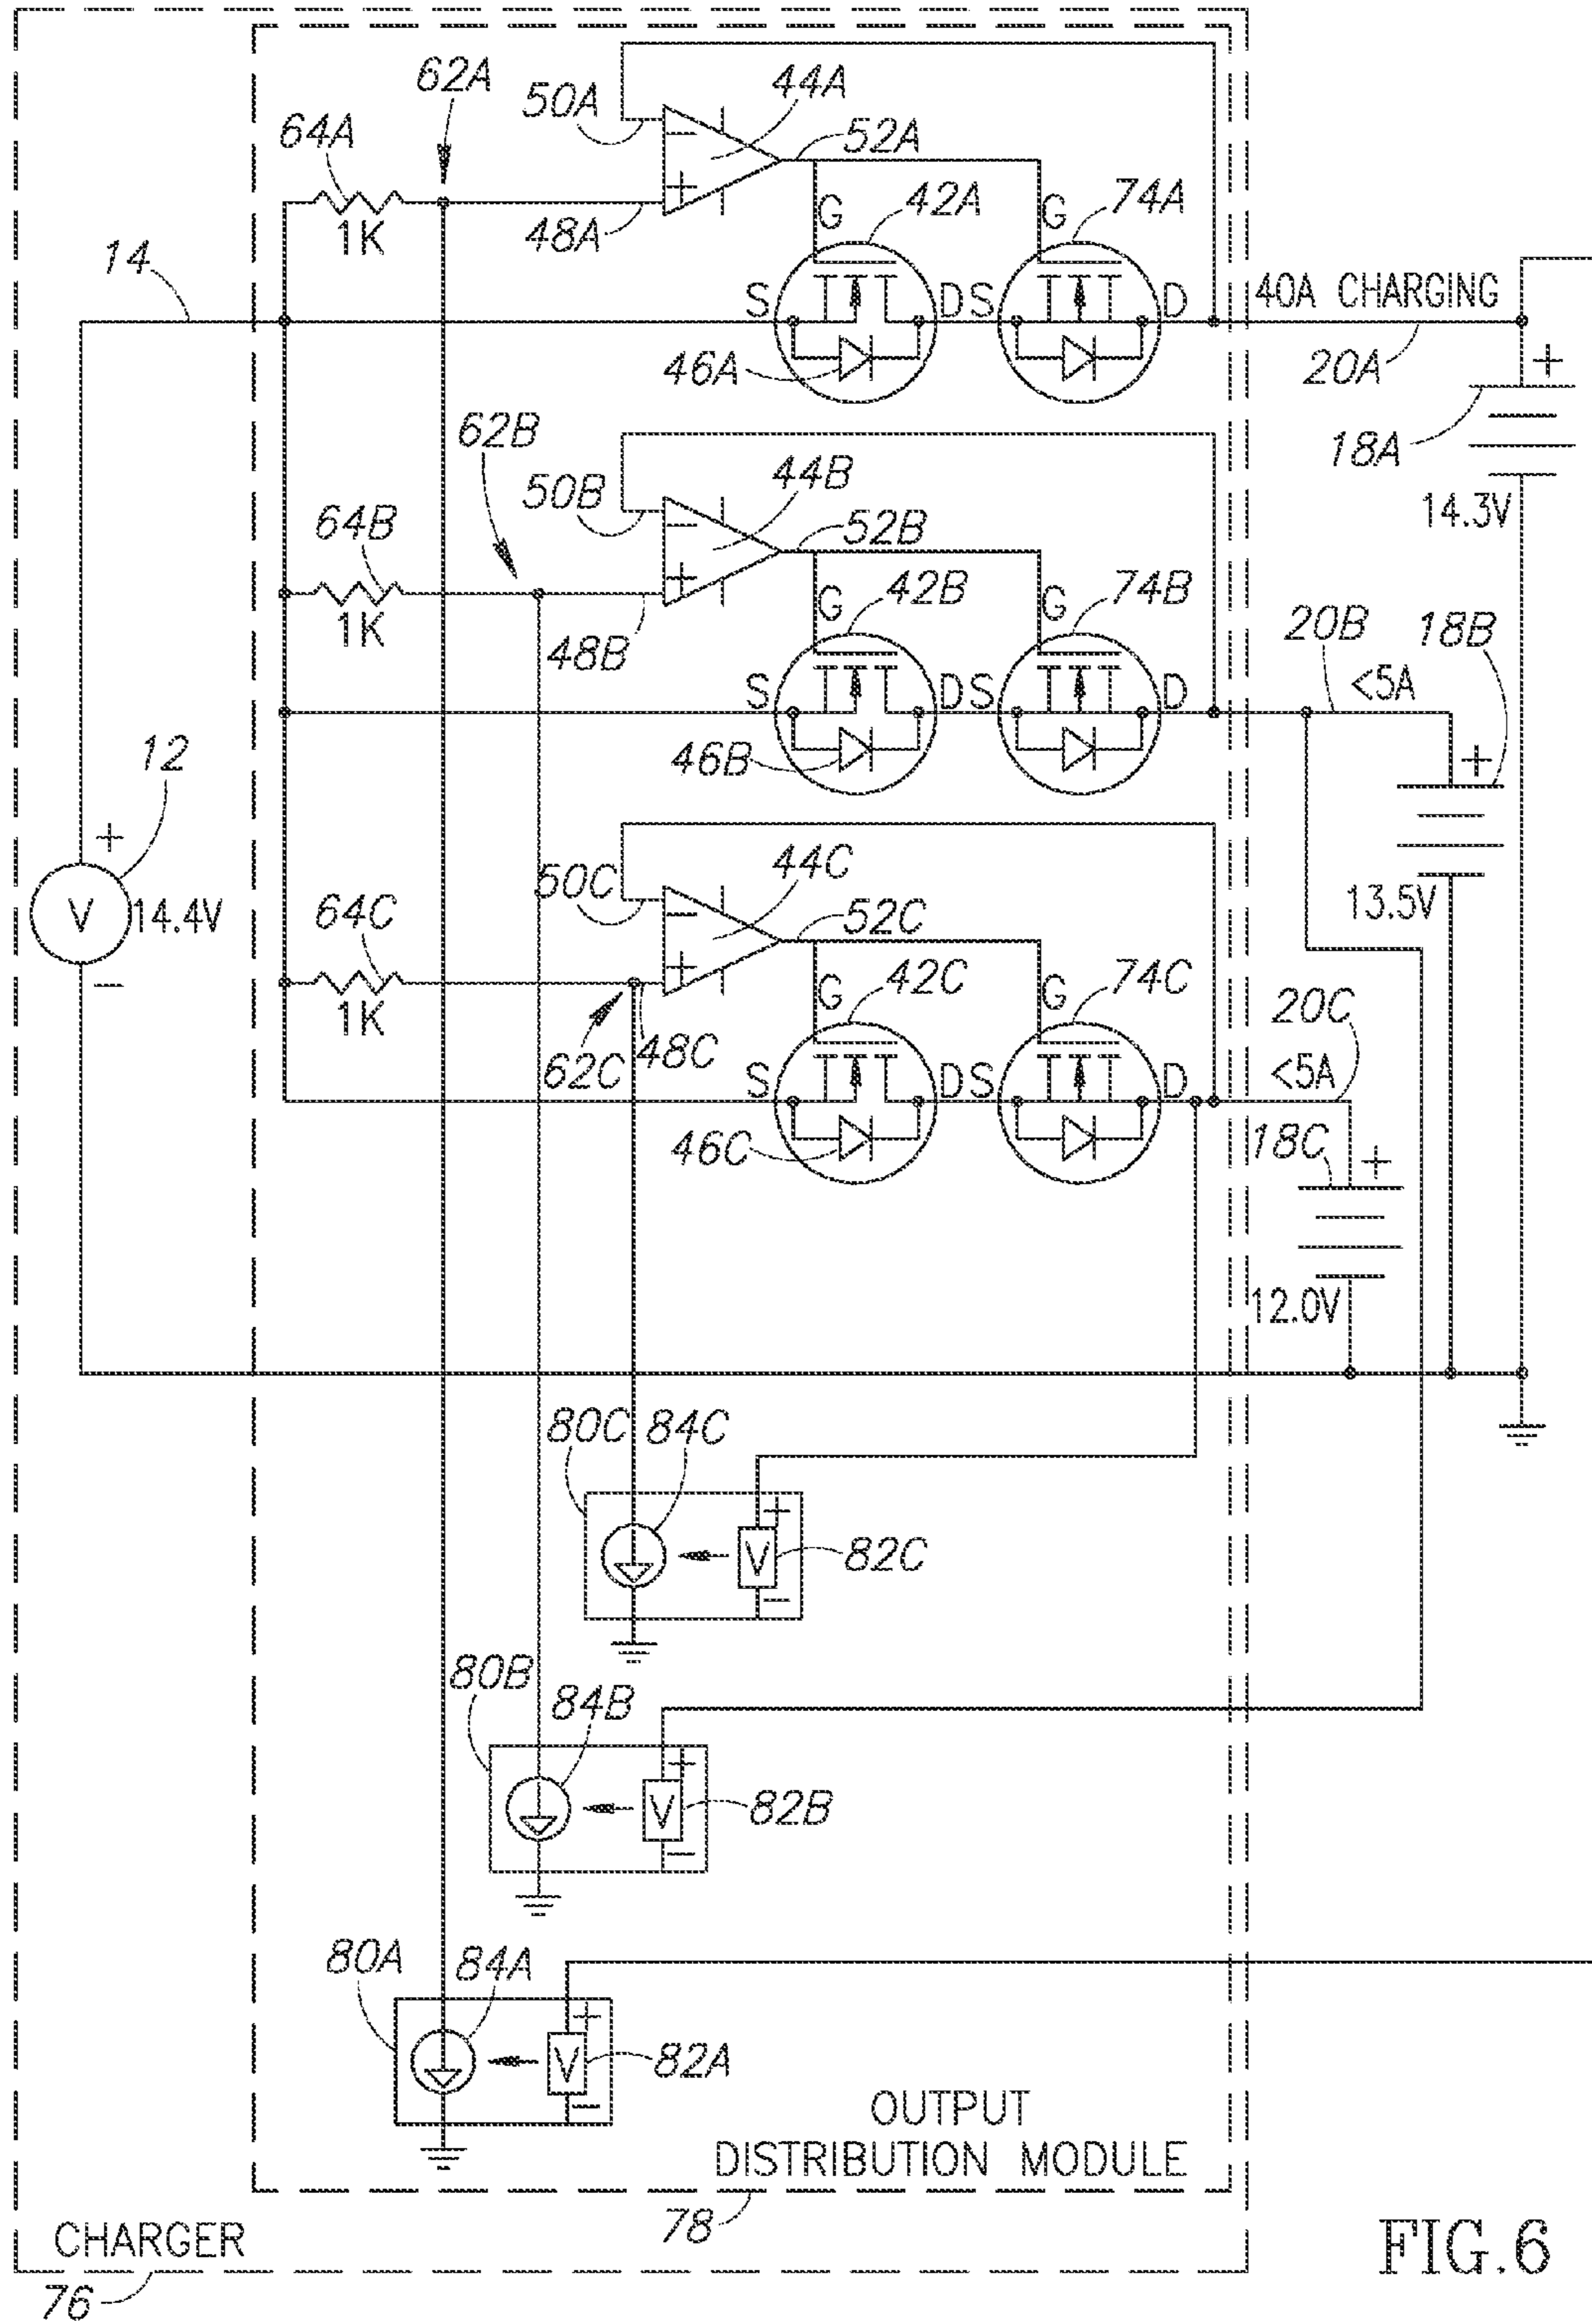 62A
50A
44A
64A
52A
1K
48A
G
42A
G
74A
14
S
D
S
D
40A CHARGING
46A
20A
+
18A
14.3V
62B
50B
44B
64B
52B
1K
48B
G
42B
G
74B
20B
18B
<5A
S
D
S
D
46B
+
13.5V
12
+
V
14.4V
−
50C
44C
64C
52C
1K
62C
48C
G
42C
G
74C
20C
<5A
S
D
S
D
46C
18C
+
12.0V
80C
84C
+
V
82C
−
80B
84B
+
V
82B
−
80A
84A
+
V
82A
−
OUTPUT
DISTRIBUTION MODULE
78
CHARGER
76
FIG.6